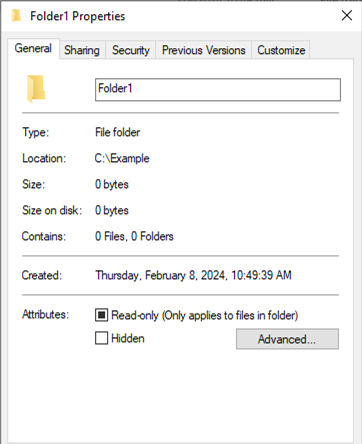 Folder1 Properties
General Sharing Security Previous Versions Customize
Folder1
Type: File folder
Location: C:\Example
Size: 0 bytes
Size on disk: 0 bytes
Contains: 0 Files, 0 Folders
Created: Thursday, February 8, 2024, 10:49:39 AM
Attributes: Read-only (Only applies to files in folder)
Hidden Advanced...